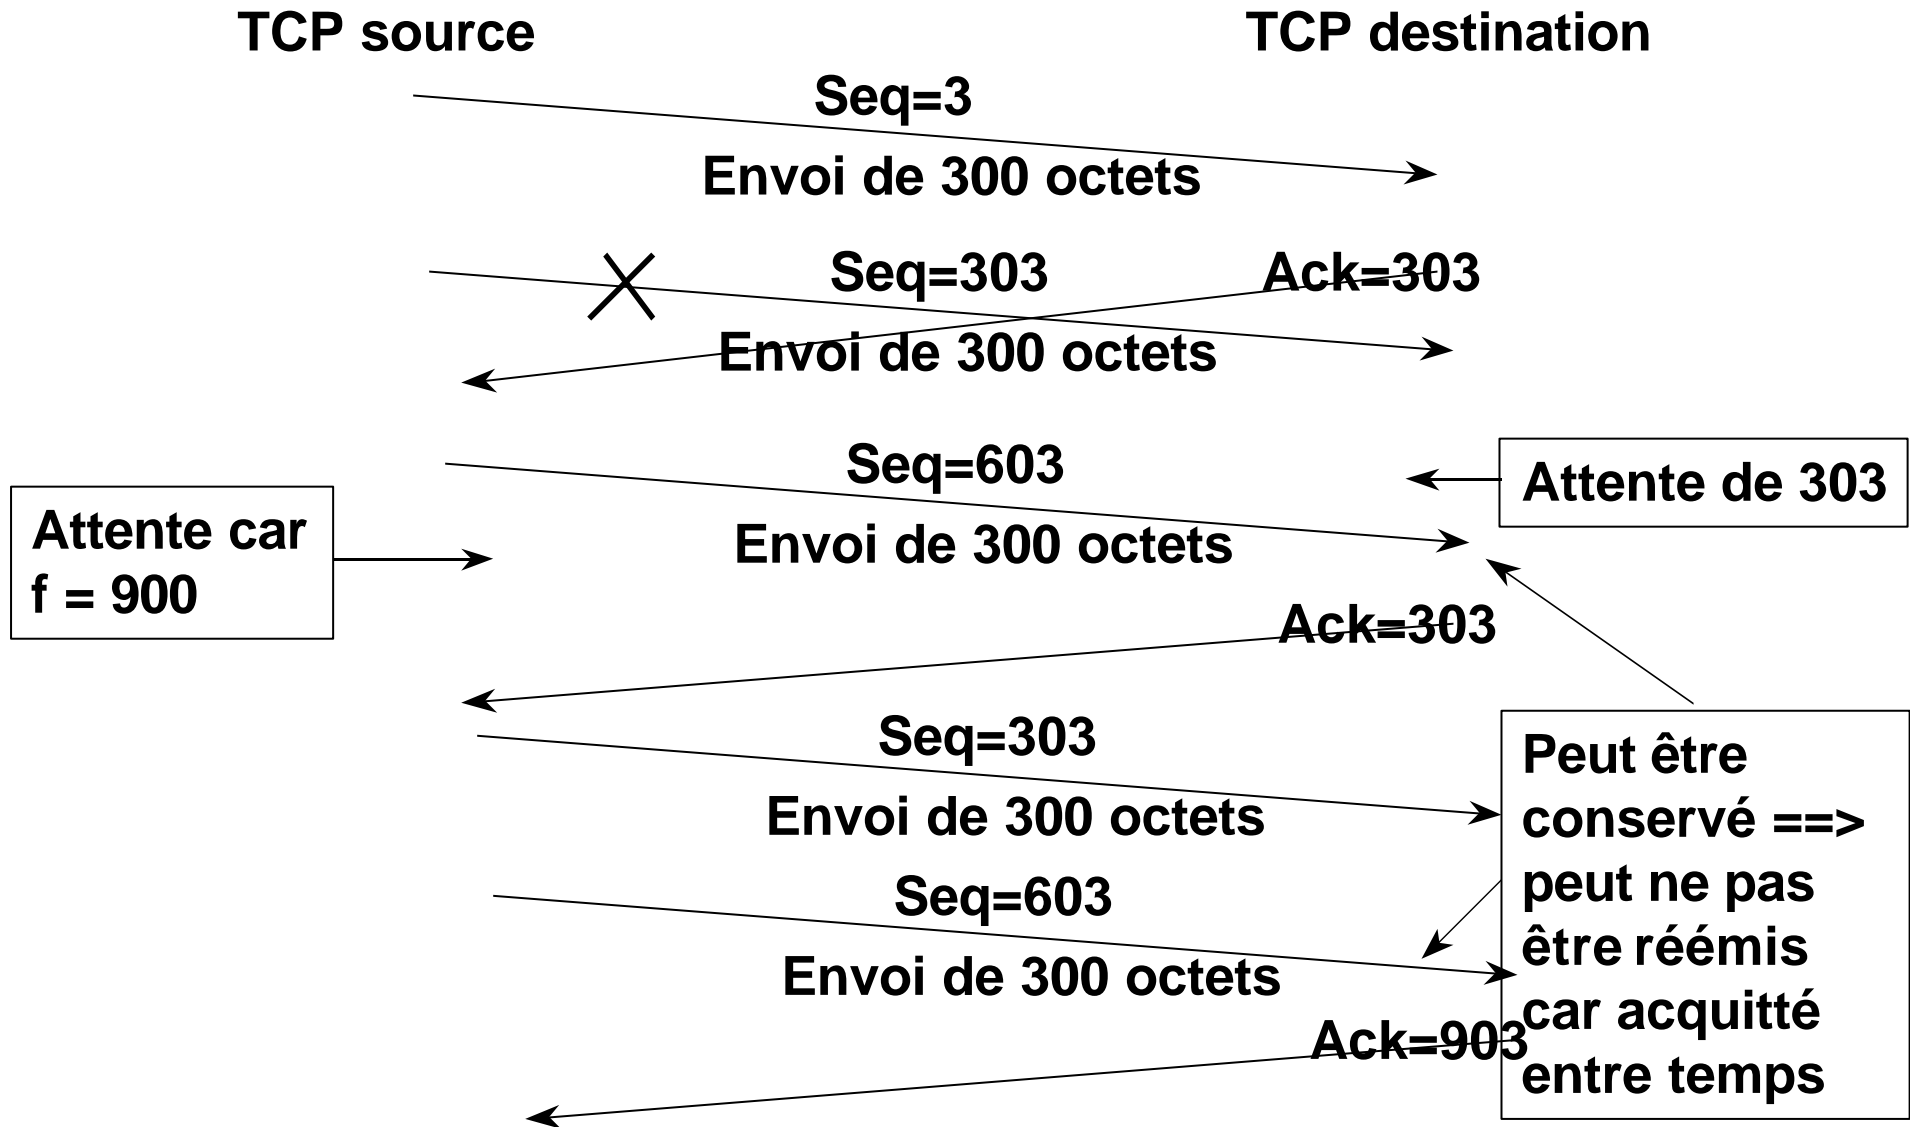 TCP source
TCP destination
Seq=3
Envoi de 300 octets
Seq=303
Ack=303
Envoi de 300 octets
Seq=603
Attente de 303
Attente car
f = 900
Envoi de 300 octets
Ack=303
Seq=303
Envoi de 300 octets
Peut être
conservé ==>
peut ne pas
être réémis
car acquitté
entre temps
Seq=603
Envoi de 300 octets
Ack=903